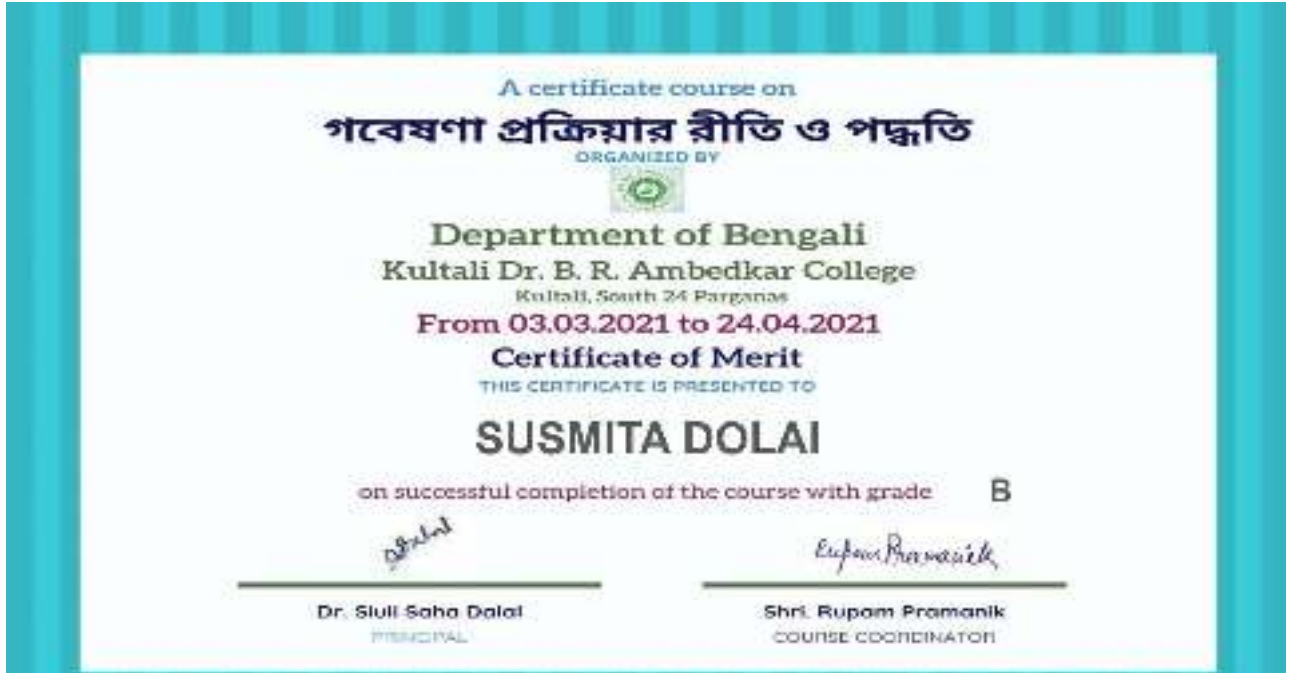 A certificate course on
গবেষণা প্রক্রিয়ার রীতি ও পদ্ধতি
ORGANIZED BY
Department of Bengali
Kultali Dr. B. R. Ambedkar College
Kultali, South 24 Parganas
From 03.03.2021 to 24.04.2021
Certificate of Merit
THIS CERTIFICATE IS PRESENTED TO
SUSMITA DOLAI
on successful completion of the course with grade B
Rupam Pramanik
Dr. Siuli Saha Dalal
Shri. Rupam Pramanik
PRINCIPAL
COURSE COORDINATOR